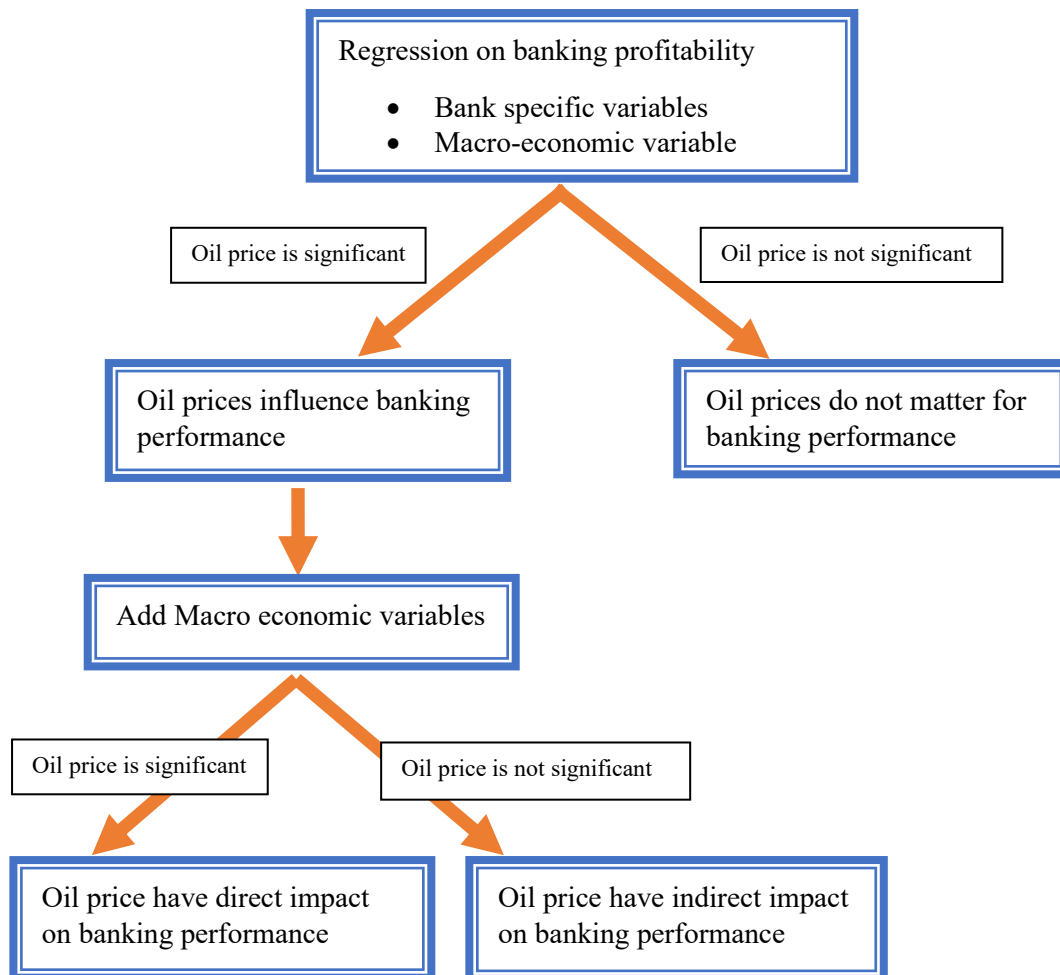 Regression on banking profitability
• Bank specific variables
• Macro-economic variable
Oil price is significant
Oil price is not significant
Oil prices influence banking
performance
Oil prices do not matter for
banking performance
Add Macro economic variables
Oil price is significant
Oil price is not significant
Oil price have direct impact
on banking performance
Oil price have indirect impact
on banking performance